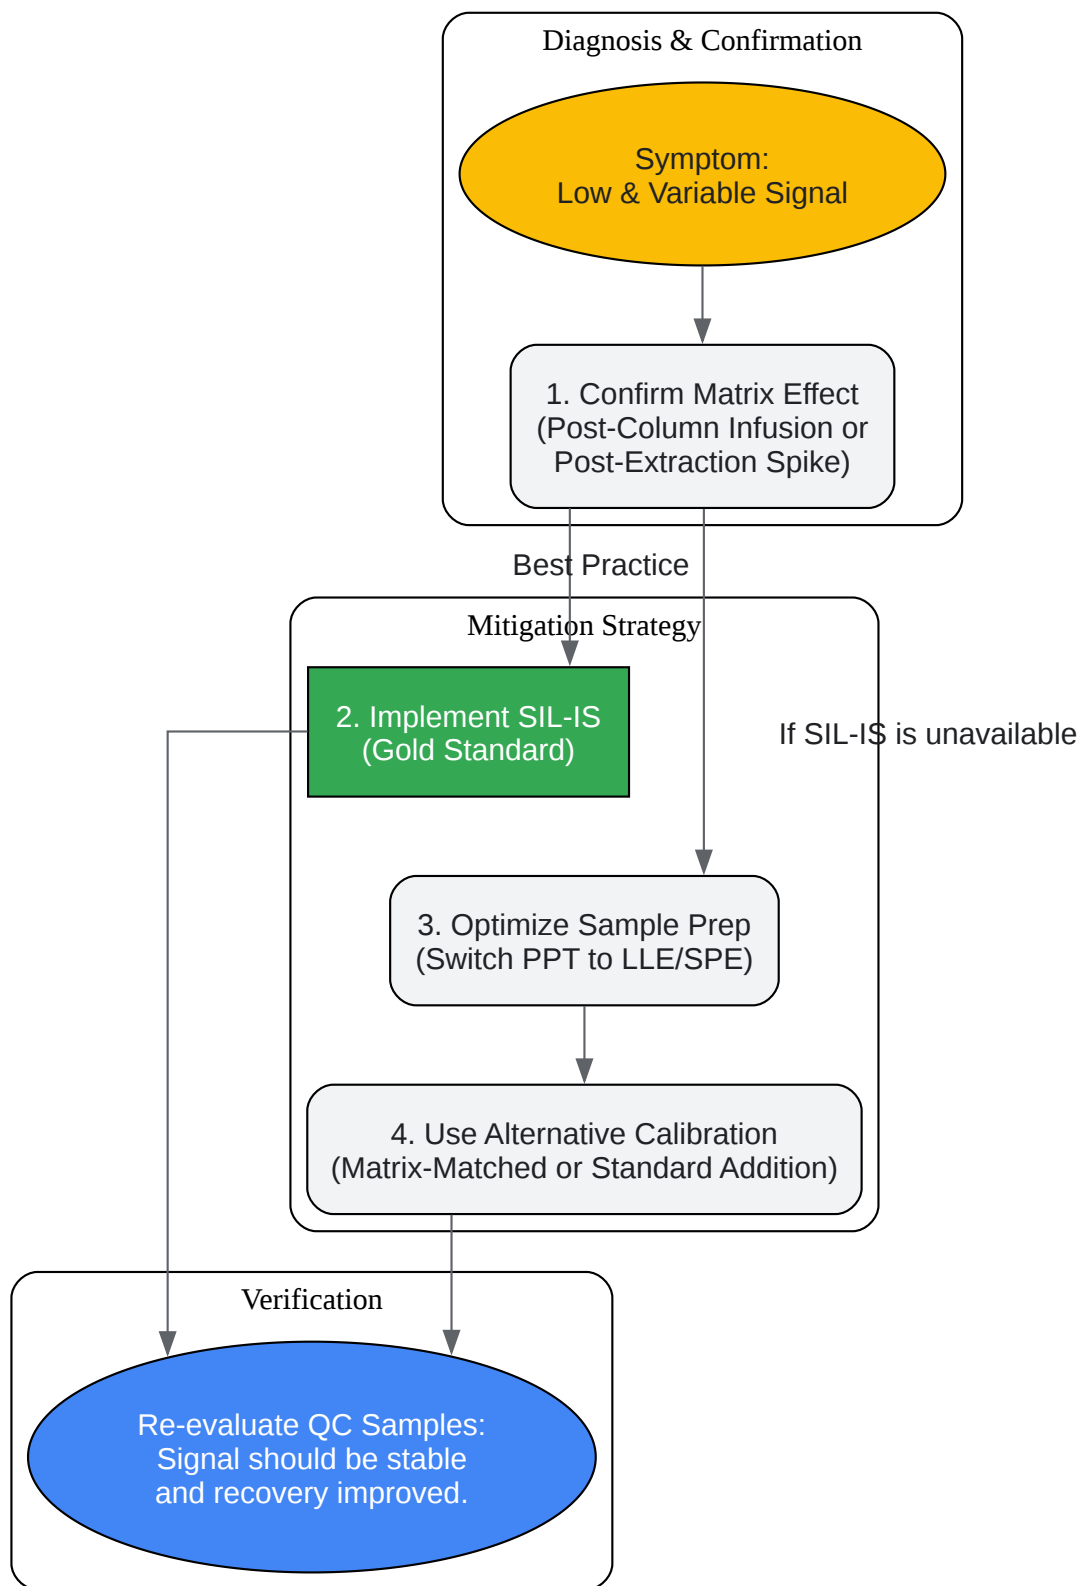 Diagnosis & Confirmation
Symptom:
Low & Variable Signal
1. Confirm Matrix Effect
(Post-Column Infusion or
Post-Extraction Spike)
Best Practice
Mitigation Strategy
2. Implement SIL-IS
(Gold Standard)
If SIL-IS is unavailable
3. Optimize Sample Prep
(Switch PPT to LLE/SPE)
4. Use Alternative Calibration
(Matrix-Matched or Standard Addition)
Verification
Re-evaluate QC Samples:
Signal should be stable
and recovery improved.